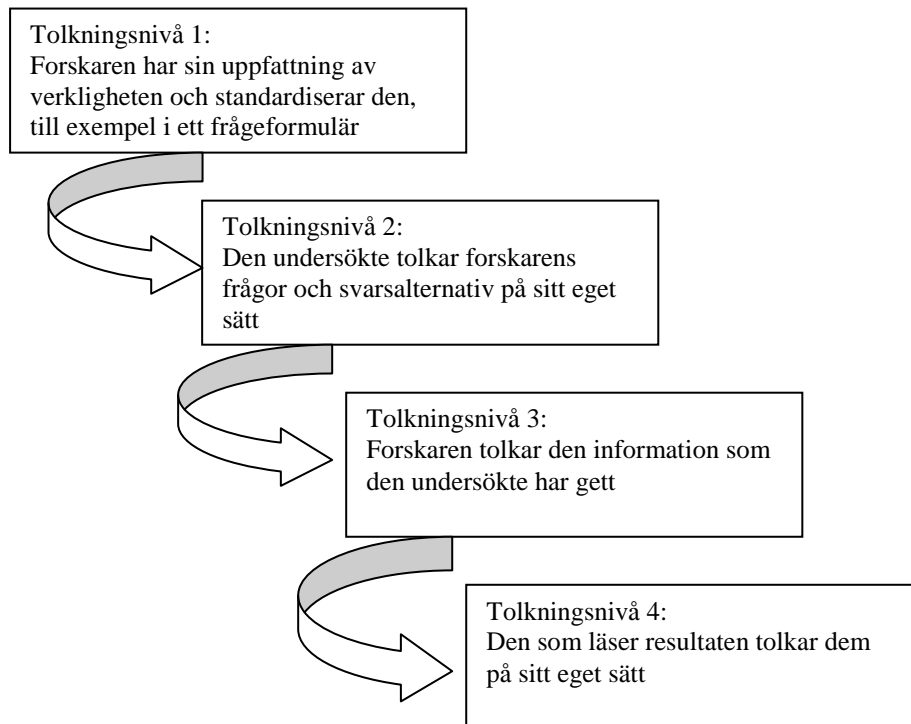 Tolkningsnivå 1:
Forskaren har sin uppfattning av
verkligheten och standardiserar den,
till exempel i ett frågeformulär
Tolkningsnivå 2:
Den undersökte tolkar forskarens
frågor och svarsalternativ på sitt eget
sätt
Tolkningsnivå 3:
Forskaren tolkar den information som
den undersökte har gett
Tolkningsnivå 4:
Den som läser resultaten tolkar dem
på sitt eget sätt